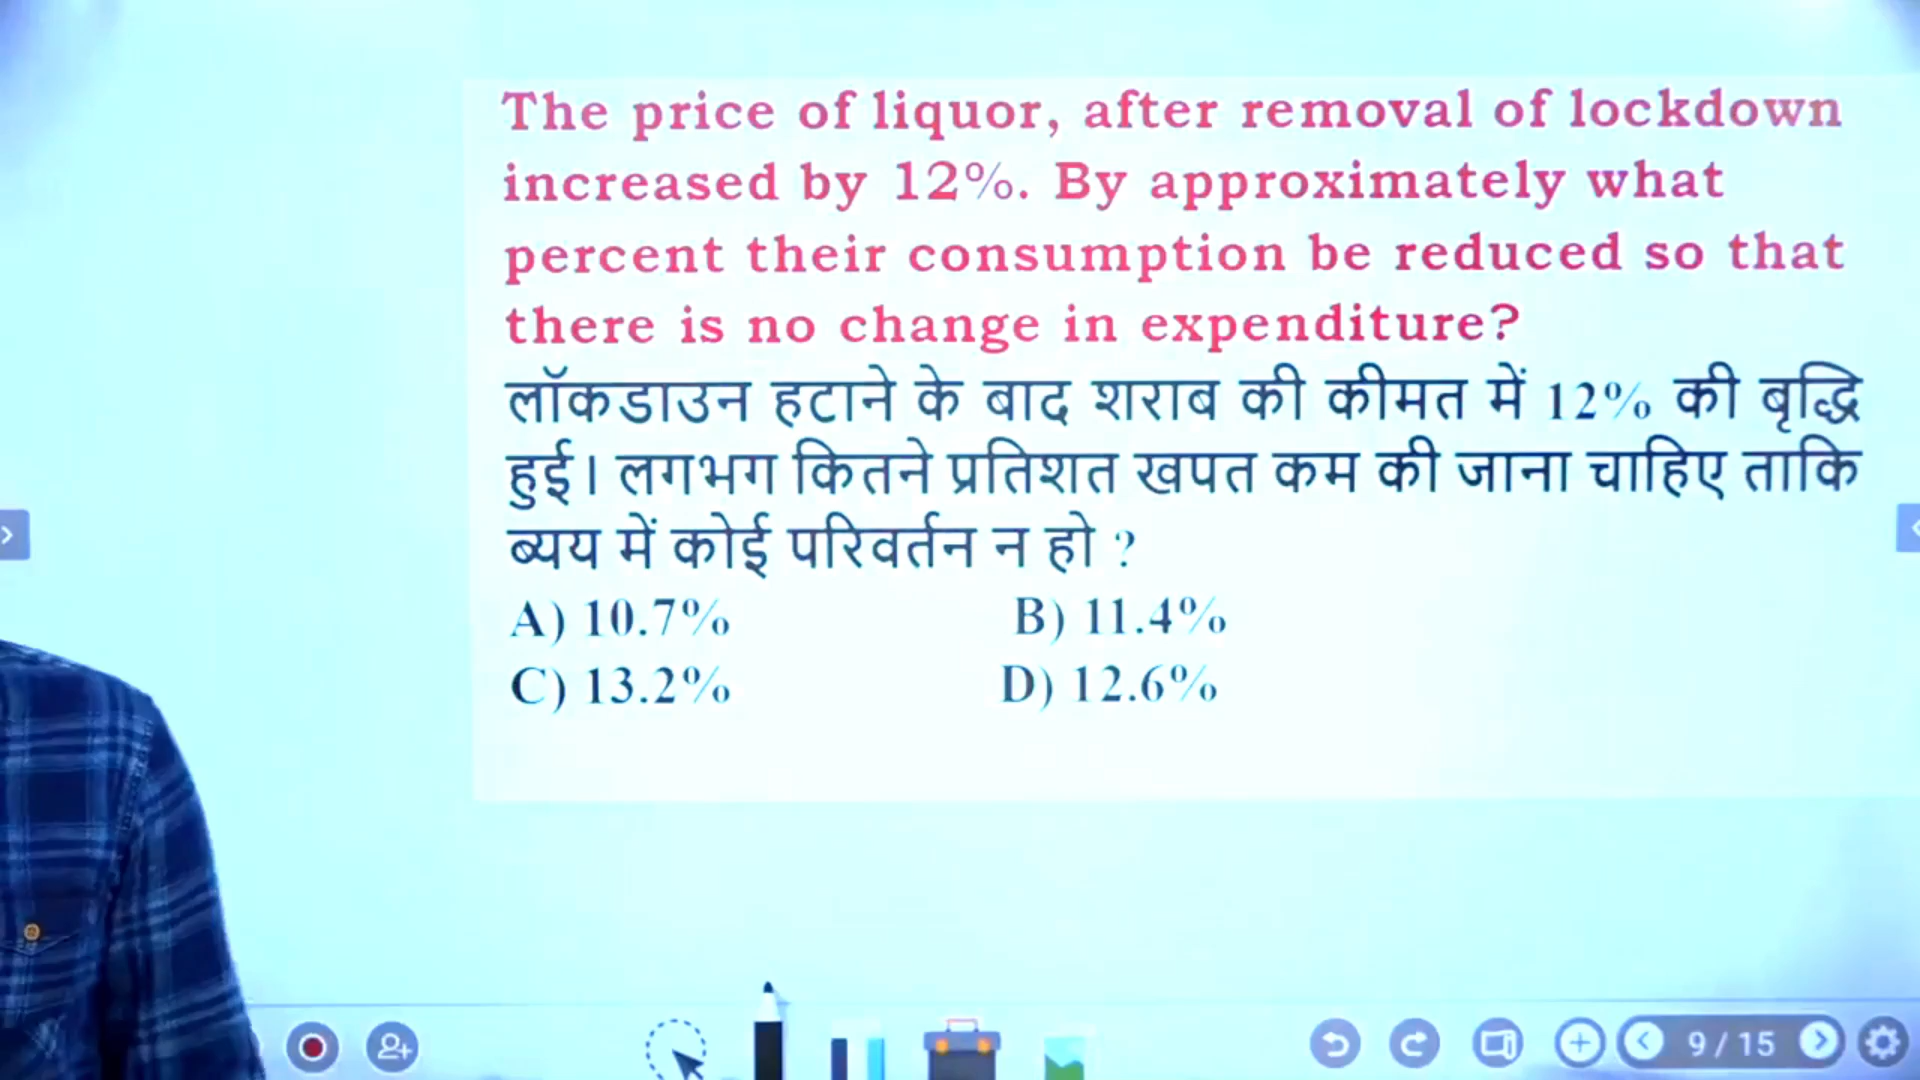 The price of liquor, after removal of lockdown
increased by 12%. By approximately what
percent their consumption be reduced so that
there is no change in expenditure?
लॉकडाउन हटाने के बाद शराब की कीमत में 12% की बृद्धि
हुई। लगभग कितने प्रतिशत खपत कम की जाना चाहिए ताकि
ब्यय में कोई परिवर्तन न हो ?
A) 10.7% B) 11.4%
C) 13.2% D) 12.6%
9 / 15